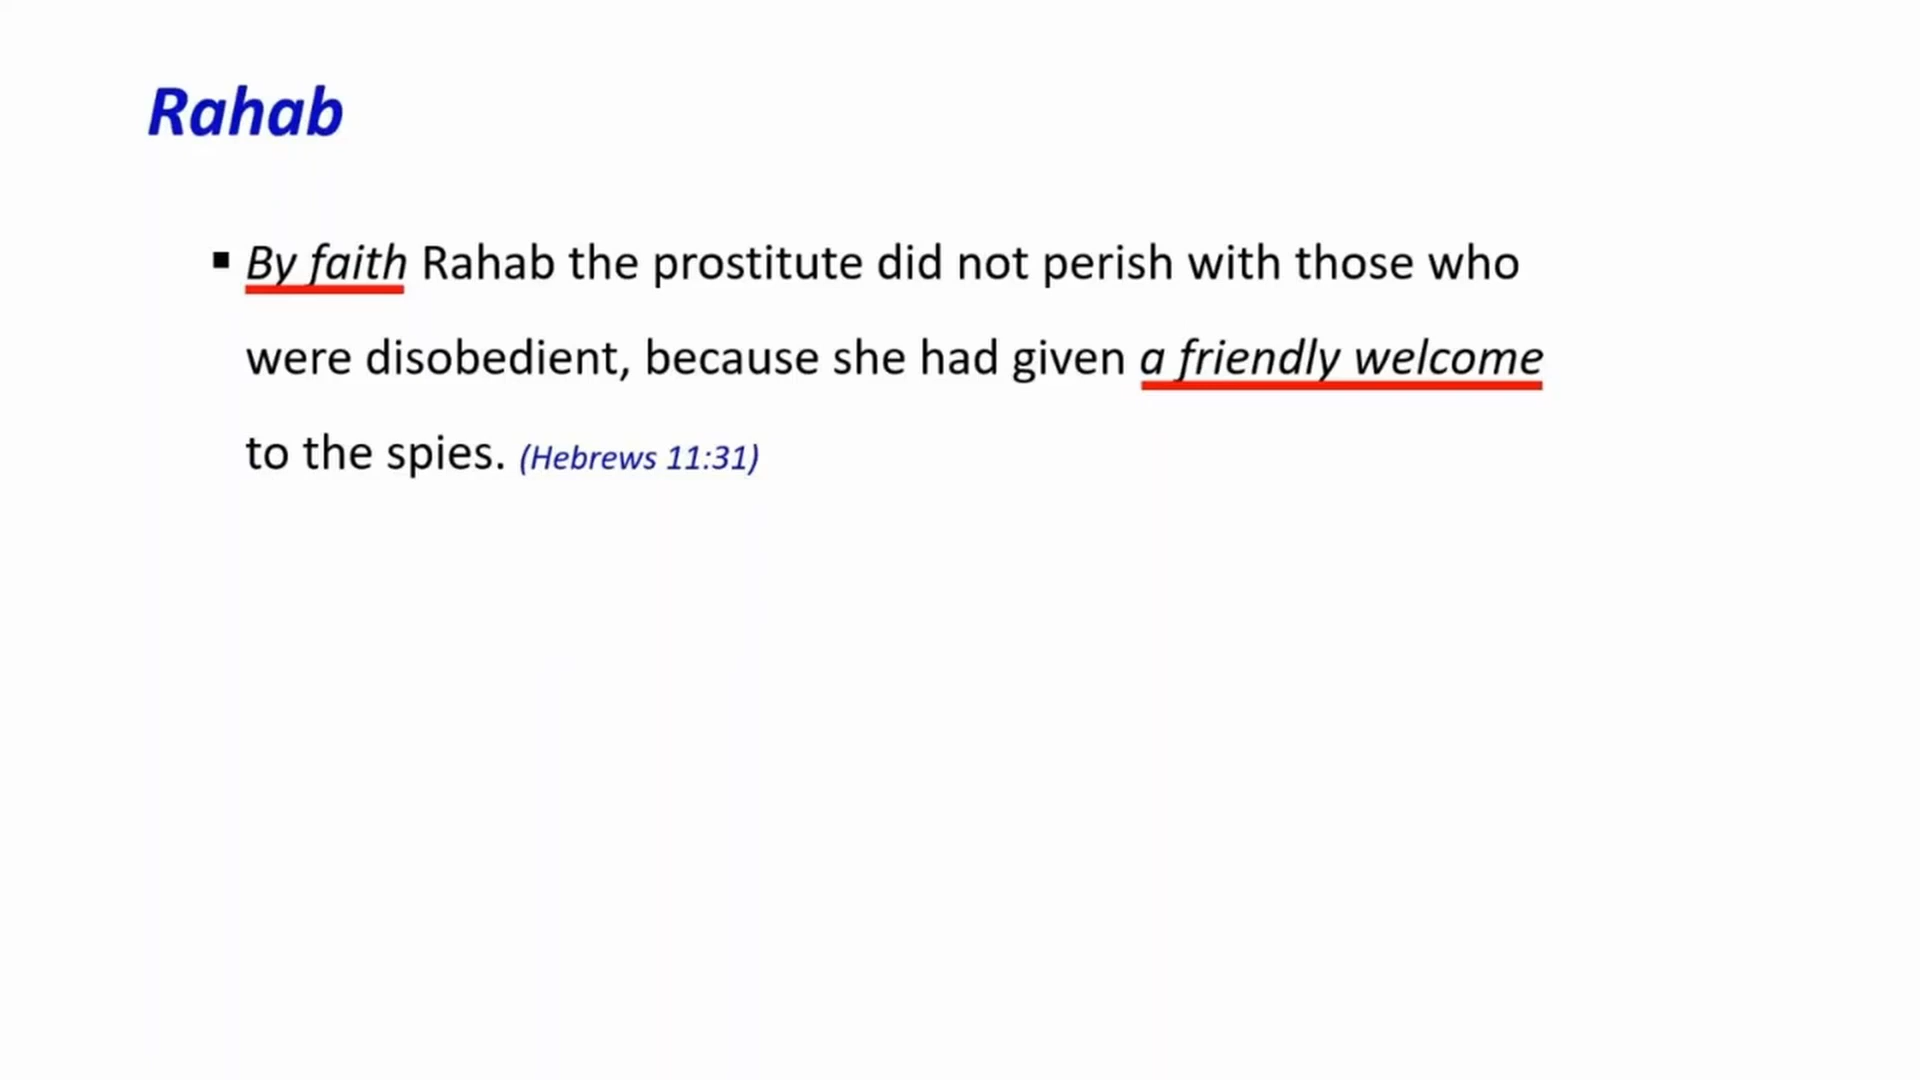 Rahab
▪ By faith Rahab the prostitute did not perish with those who
were disobedient, because she had given a friendly welcome
to the spies. (Hebrews 11:31)